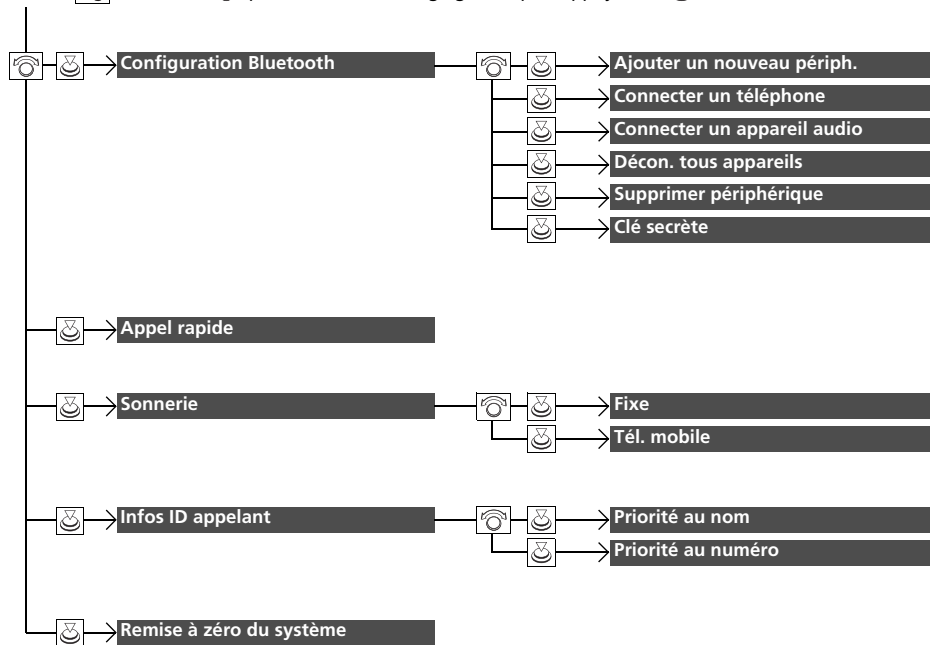 Configuration Bluetooth
Ajouter un nouveau périph.
Connecter un téléphone
Connecter un appareil audio
Décon. tous appareils
Supprimer périphérique
Clé secrète
Appel rapide
Sonnerie
Fixe
Tél. mobile
Infos ID appelant
Priorité au nom
Priorité au numéro
Remise à zéro du système